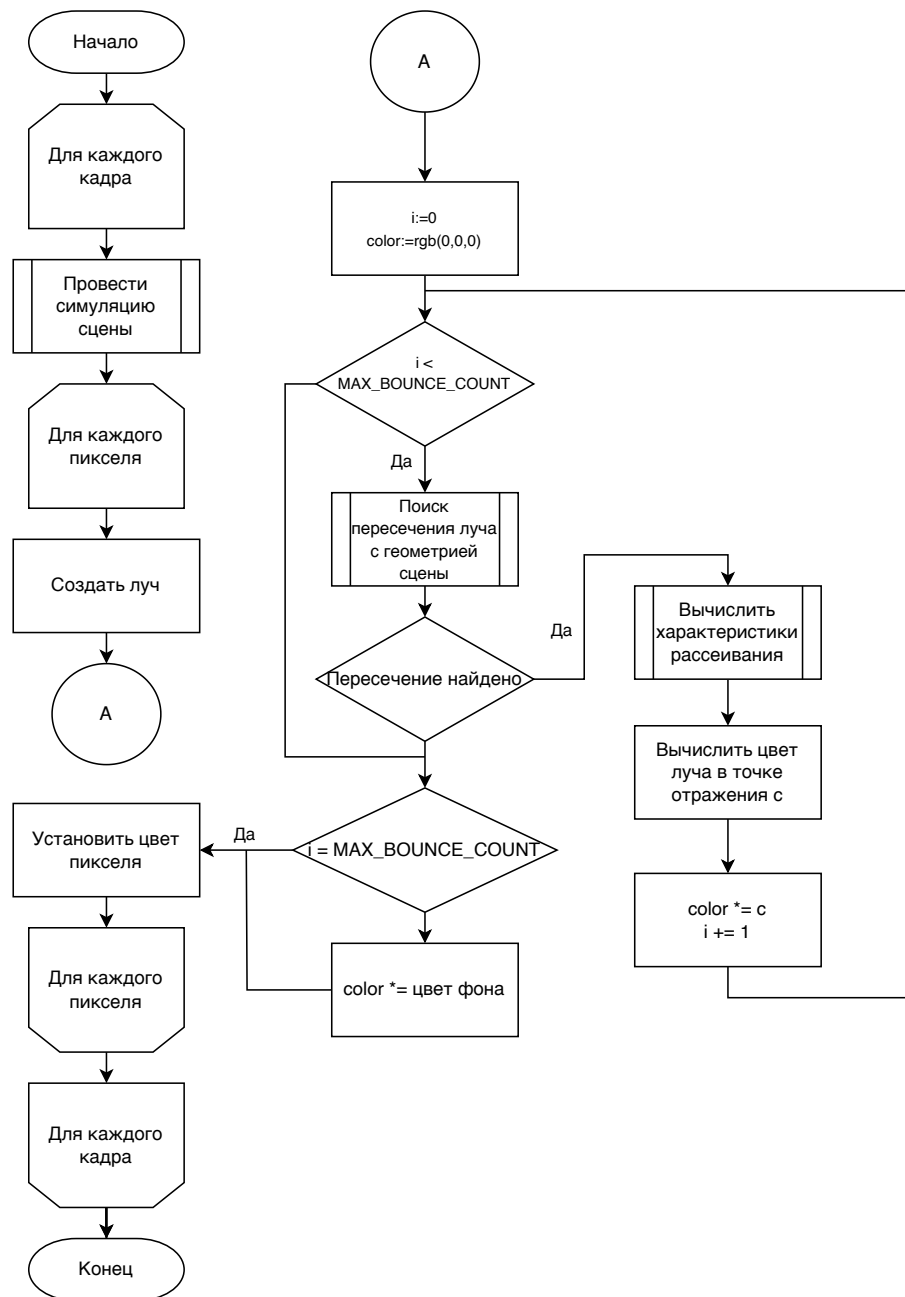 Начало
Для каждого
кадра
Провести
симуляцию
сцены
Для каждого
пикселя
Создать луч
A
A
i:=0
color:=rgb(0,0,0)
i <
MAX_BOUNCE_COUNT
Да
Поиск
пересечения луча
с геометрией
сцены
Пересечение найдено
Да
Вычислить
характеристики
рассеивания
Вычислить цвет
луча в точке
отражения c
color *= c
i += 1
i = MAX_BOUNCE_COUNT
Да
color *= цвет фона
Установить цвет
пикселя
Для каждого
пикселя
Для каждого
кадра
Конец